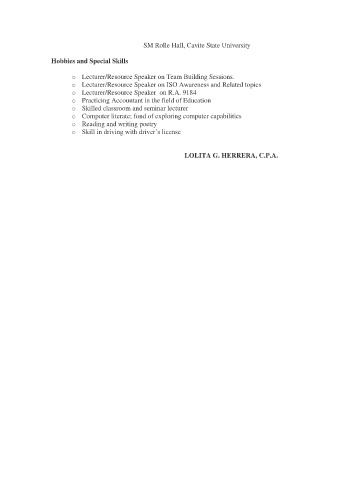 SM Rolle Hall, Cavite State University
Hobbies and Special Skills
o Lecturer/Resource Speaker on Team Building Sessions.
o Lecturer/Resource Speaker on ISO Awareness and Related topics
o Lecturer/Resource Speaker on R.A. 9184
o Practicing Accountant in the field of Education
o Skilled classroom and seminar lecturer
o Computer literate; fond of exploring computer capabilities
o Reading and writing poetry
o Skill in driving with driver's license
LOLITA G. HERRERA, C.P.A.